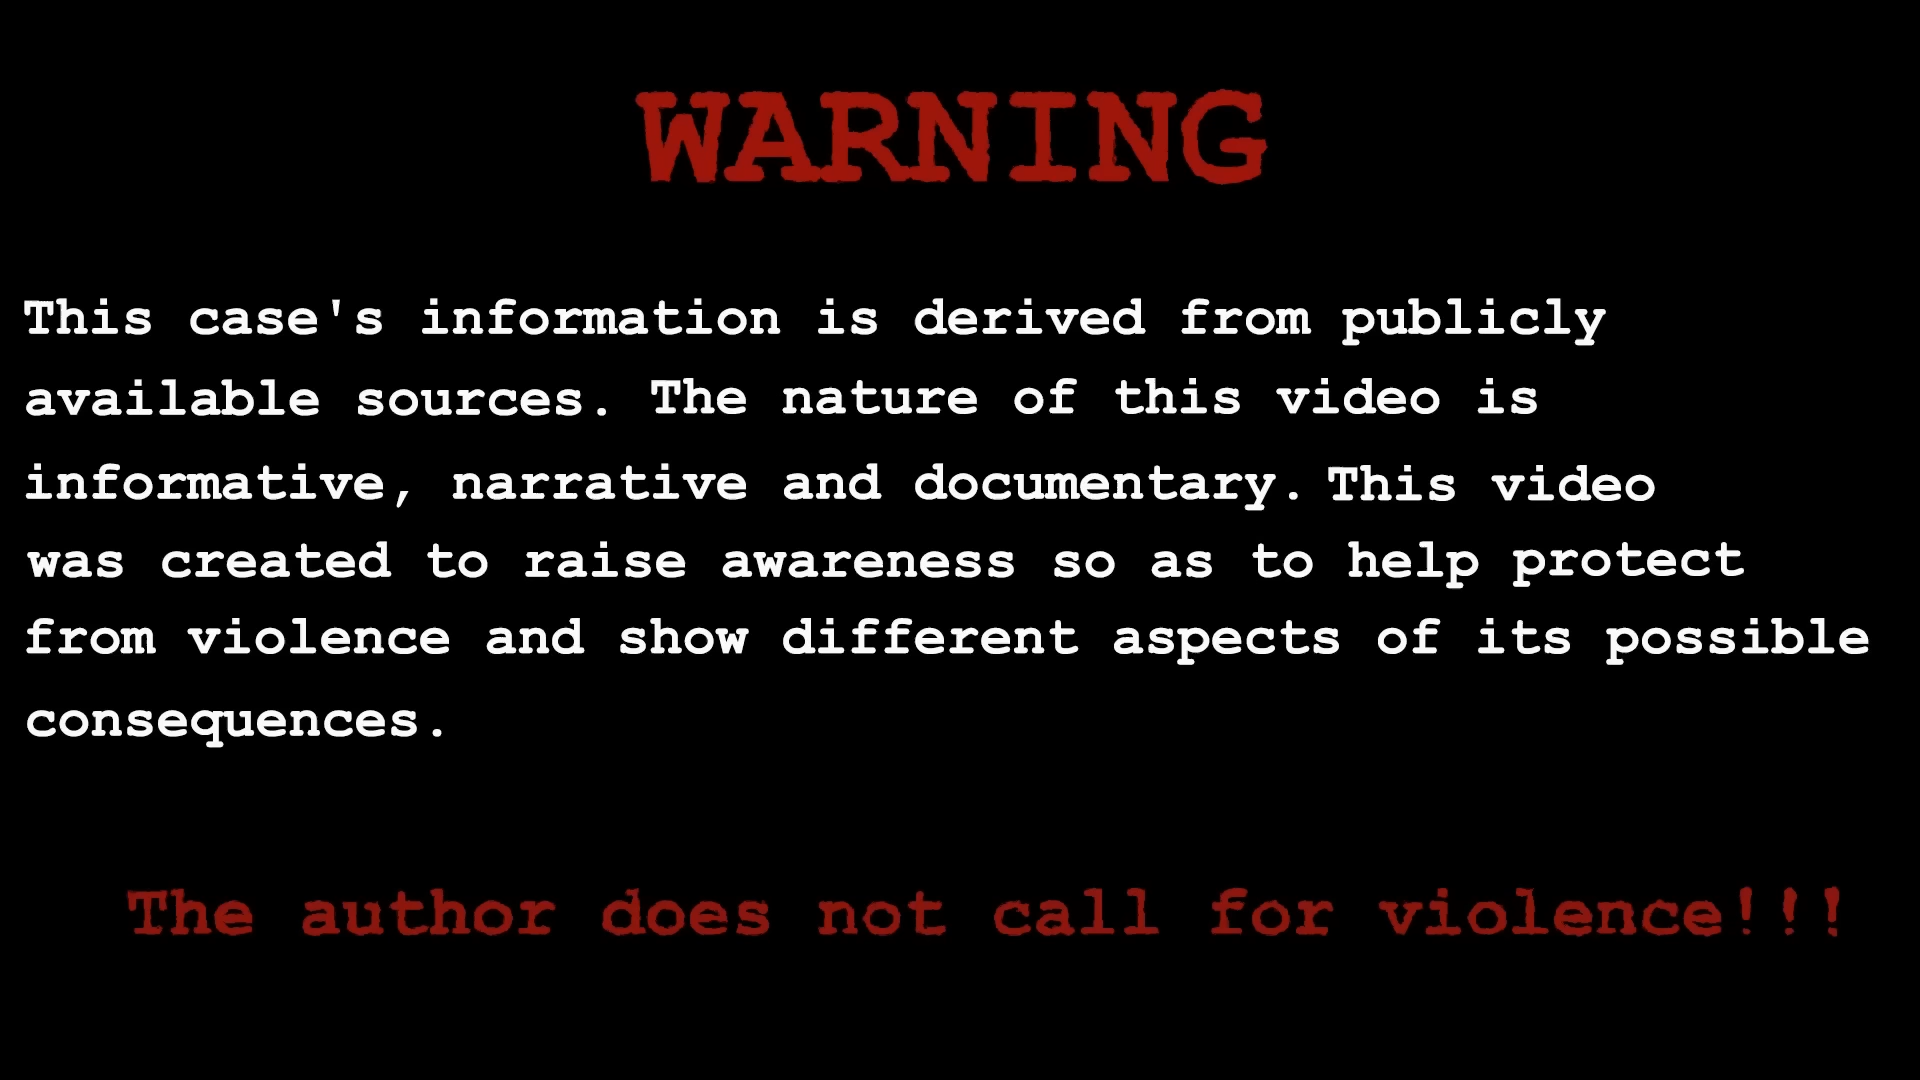 WARNING
This case's information is derived from publicly
available sources. The nature of this video is
informative, narrative and documentary. This video
was created to raise awareness so as to help protect
from violence and show different aspects of its possible
consequences.
The author does not call for violence!!!